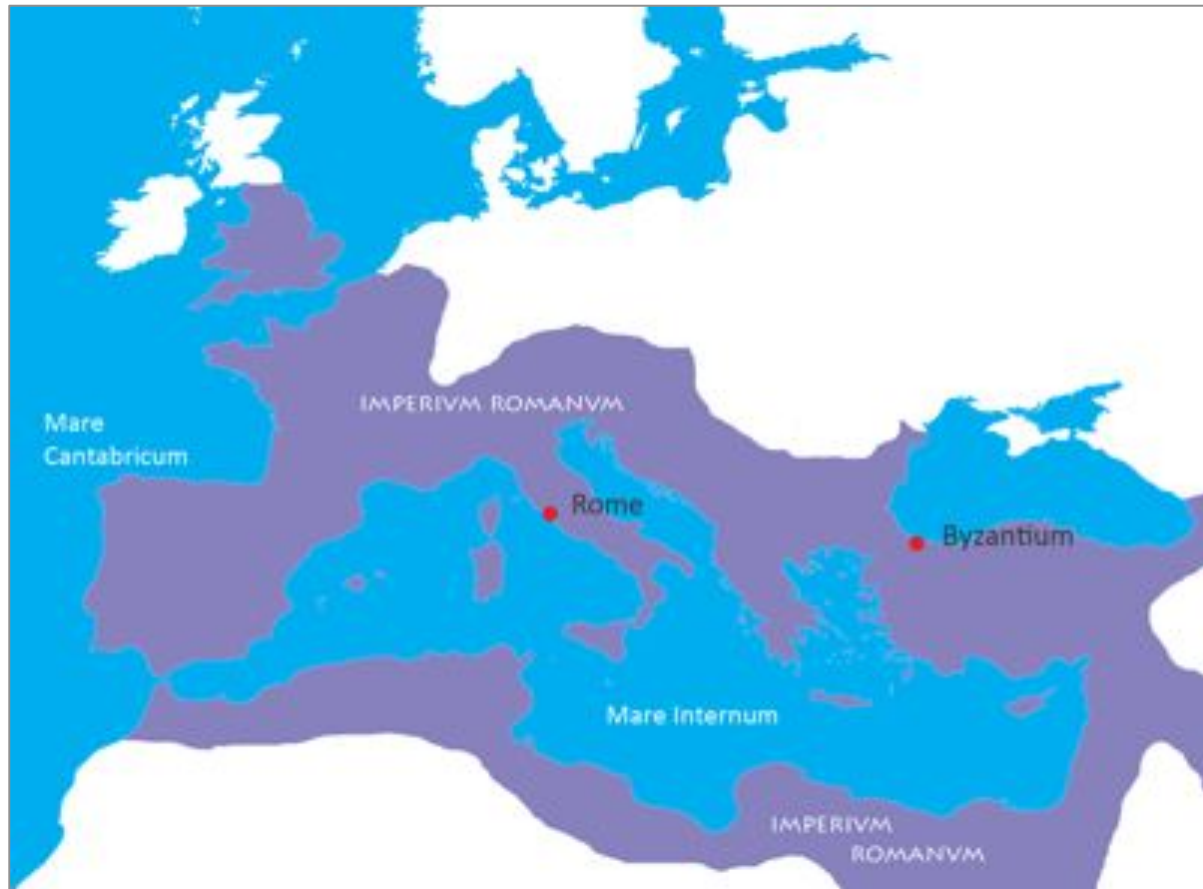 IMPERIVM ROMANVM
Mare
Cantabricum
Rome
Byzantium
Mare Internum
IMPERIVM
ROMANVM